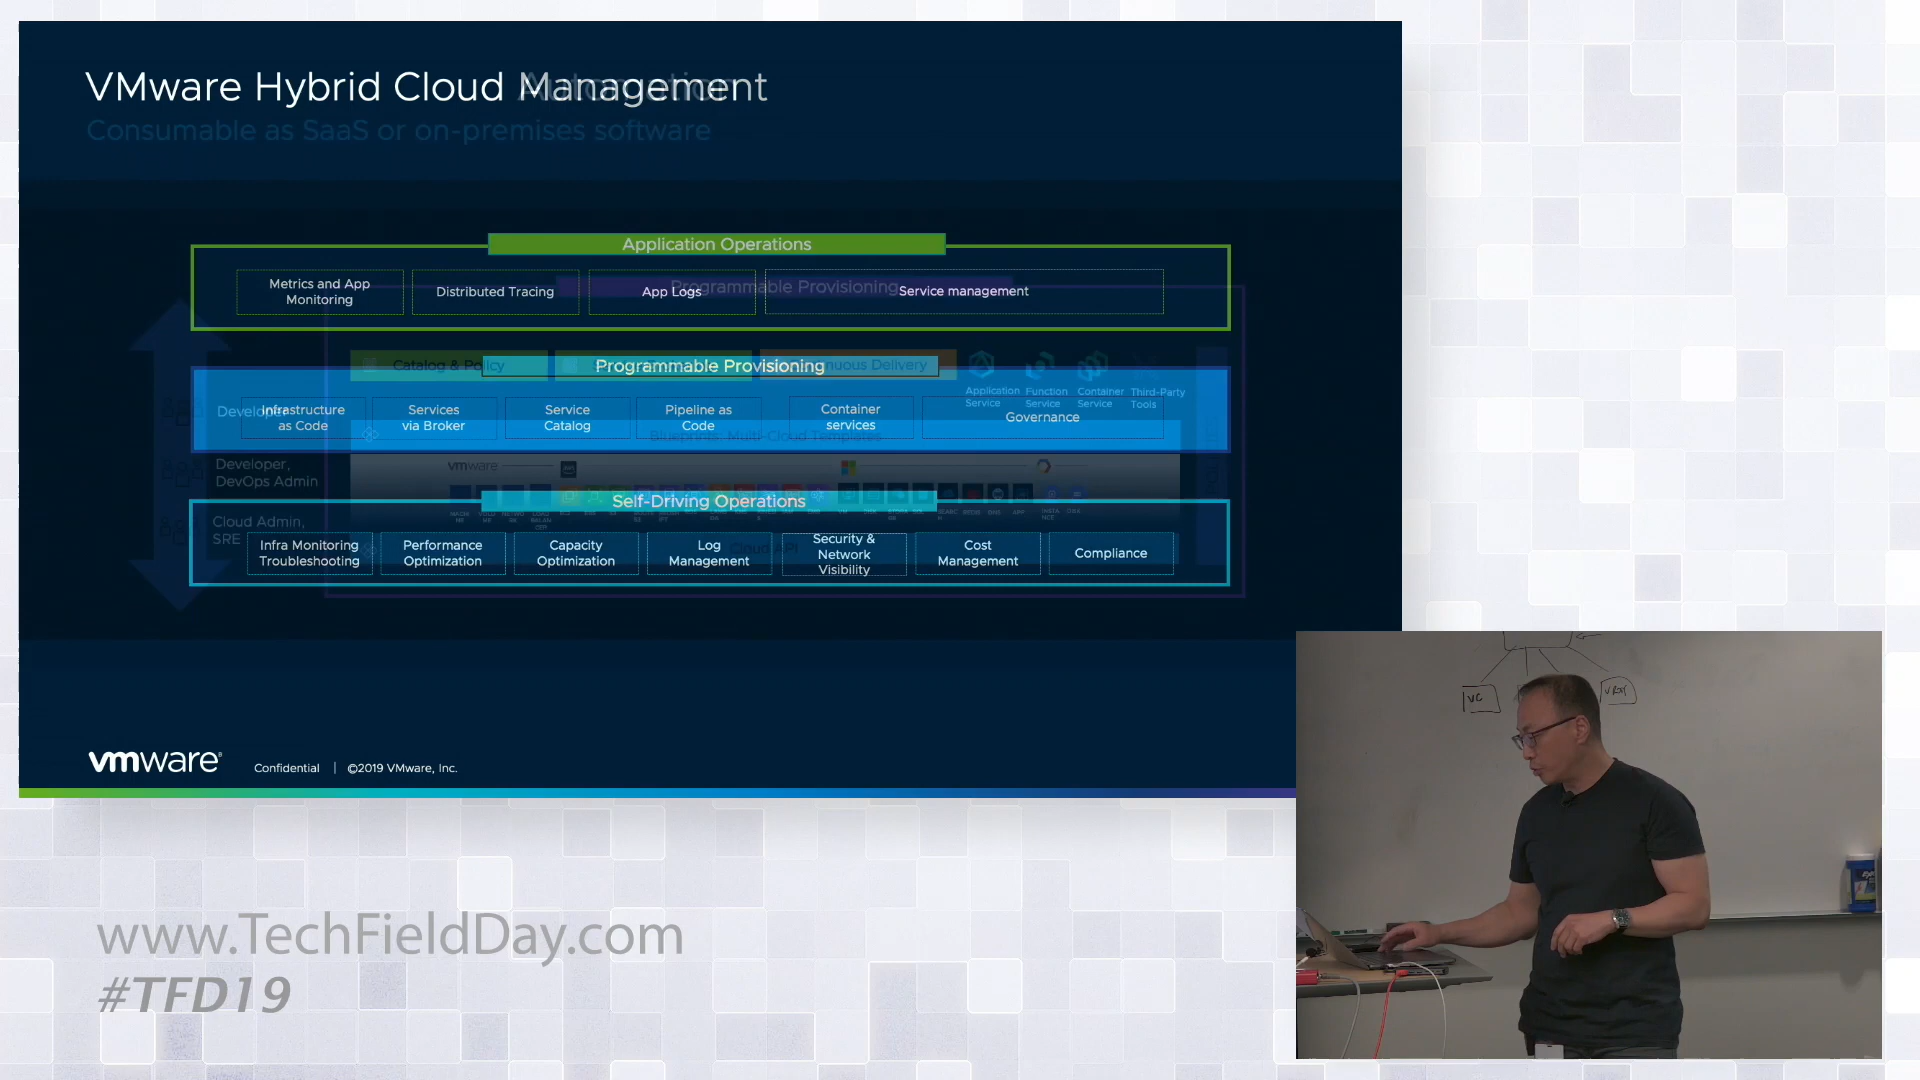 VMware Hybrid Cloud Management
Automation
Consumable as SaaS or on-premises software
Application Operations
Metrics and App
Monitoring
Distributed Tracing
App Logs
Service management
Programmable Provisioning
Catalog & Policy
Programmable Provisioning
Continuous Delivery
Application
Service
Function
Service
Container
Service
Third-Party
Tools
Developer
Infrastructure
as Code
Services
via Broker
Service
Catalog
Pipeline as
Code
Container
services
Governance
Blueprints: Multi-Cloud Templates
Developer,
DevOps Admin
vmware
Self-Driving Operations
Cloud Admin,
SRE
Infra Monitoring
Troubleshooting
Performance
Optimization
Capacity
Optimization
Log
Management
Cloud API
Security &
Network
Visibility
Cost
Management
Compliance
vmware
Confidential | ©2019 VMware, Inc.
VC
www.TechFieldDay.com
#TFD19